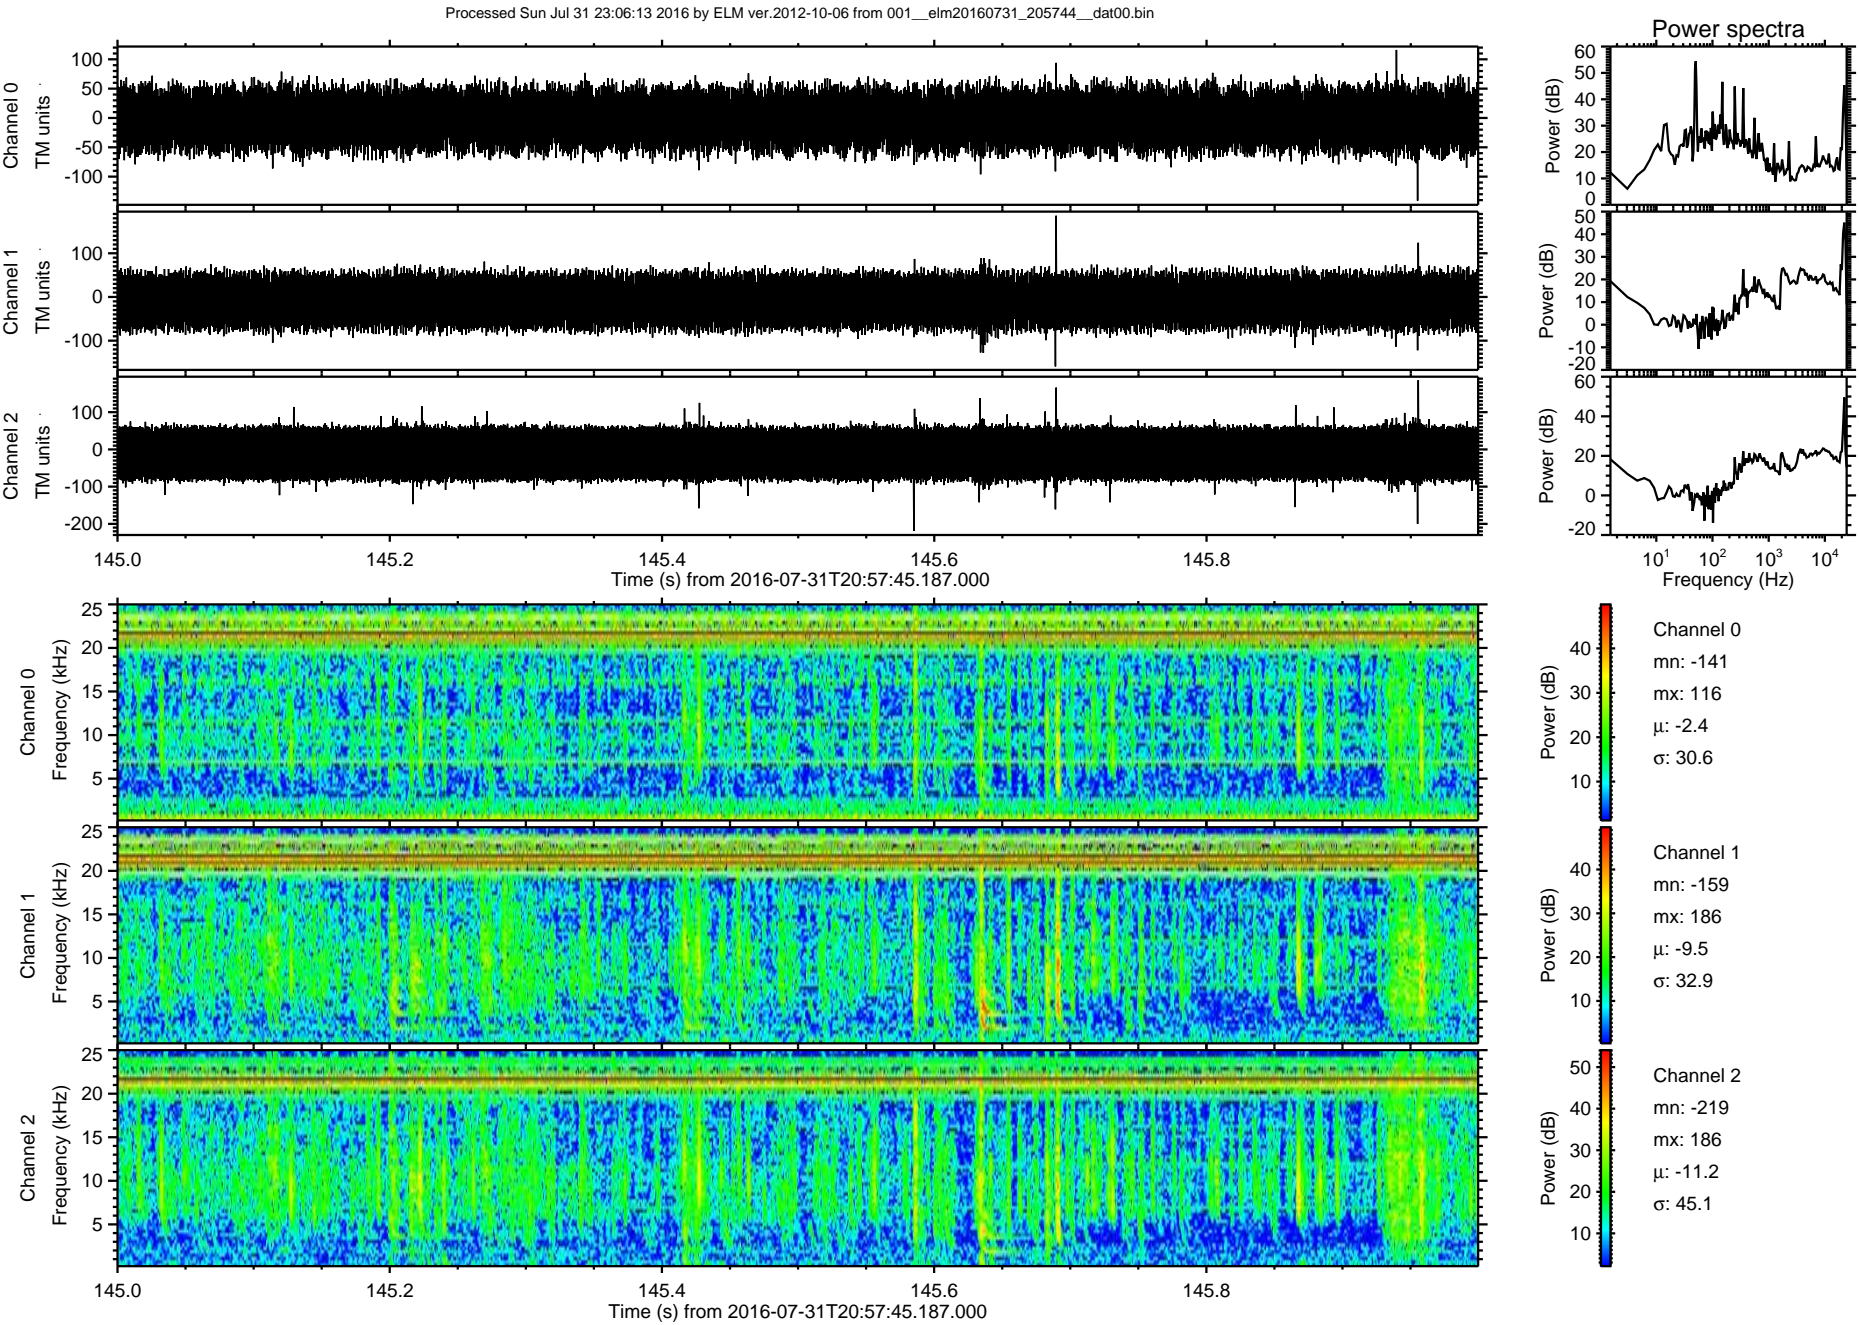 Processed Sun Jul 31 23:06:13 2016 by ELM ver.2012-10-06 from 001__elm20160731_205744__dat00.bin
Power spectra
Channel 0
TM units
100
50
0
-50
-100
Power (dB)
60
50
40
30
20
10
0
Channel 1
TM units
100
0
-100
Power (dB)
50
40
30
20
10
0
-10
-20
Channel 2
TM units
100
0
-100
-200
Power (dB)
60
40
20
0
-20
145.0 145.2 145.4 145.6 145.8
Time (s) from 2016-07-31T20:57:45.187.000
10^1 10^2 10^3 10^4
Frequency (Hz)
Channel 0
Frequency (kHz)
25
20
15
10
5
Power (dB)
40
30
20
10
Channel 0
mn: -141
mx: 116
μ: -2.4
σ: 30.6
Channel 1
Frequency (kHz)
25
20
15
10
5
Power (dB)
40
30
20
10
Channel 1
mn: -159
mx: 186
μ: -9.5
σ: 32.9
Channel 2
Frequency (kHz)
25
20
15
10
5
Power (dB)
50
40
30
20
10
Channel 2
mn: -219
mx: 186
μ: -11.2
σ: 45.1
145.0 145.2 145.4 145.6 145.8
Time (s) from 2016-07-31T20:57:45.187.000